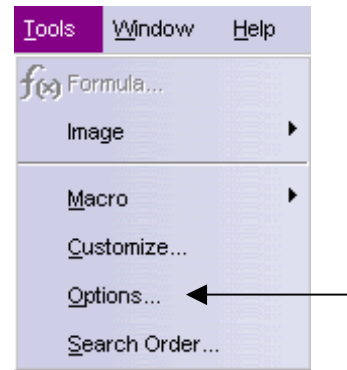 Tools Window Help
f(x) Formula...
Image
Macro
Customize...
Options...
Search Order...